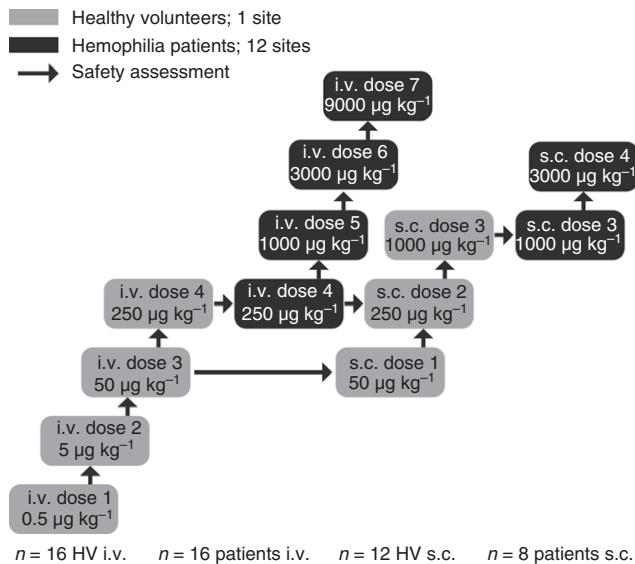 Healthy volunteers; 1 site
Hemophilia patients; 12 sites
Safety assessment
i.v. dose 7
9000 µg kg⁻¹
i.v. dose 6
3000 µg kg⁻¹
s.c. dose 4
3000 µg kg⁻¹
i.v. dose 5
1000 µg kg⁻¹
s.c. dose 3
1000 µg kg⁻¹
s.c. dose 3
1000 µg kg⁻¹
i.v. dose 4
250 µg kg⁻¹
i.v. dose 4
250 µg kg⁻¹
s.c. dose 2
250 µg kg⁻¹
i.v. dose 3
50 µg kg⁻¹
s.c. dose 1
50 µg kg⁻¹
i.v. dose 2
5 µg kg⁻¹
i.v. dose 1
0.5 µg kg⁻¹
n = 16 HV i.v. n = 16 patients i.v. n = 12 HV s.c. n = 8 patients s.c.